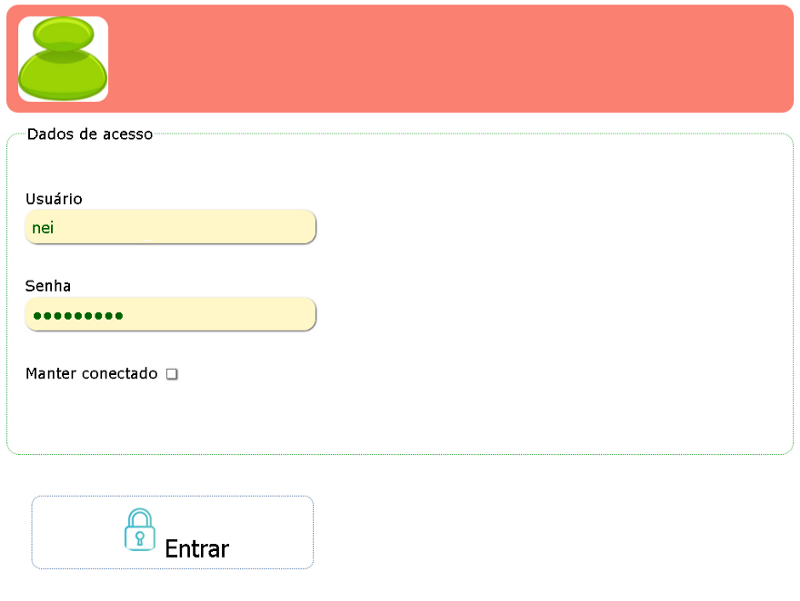 Dados de acesso
Usuário
nei
Senha
●●●●●●●●●
Manter conectado
Entrar